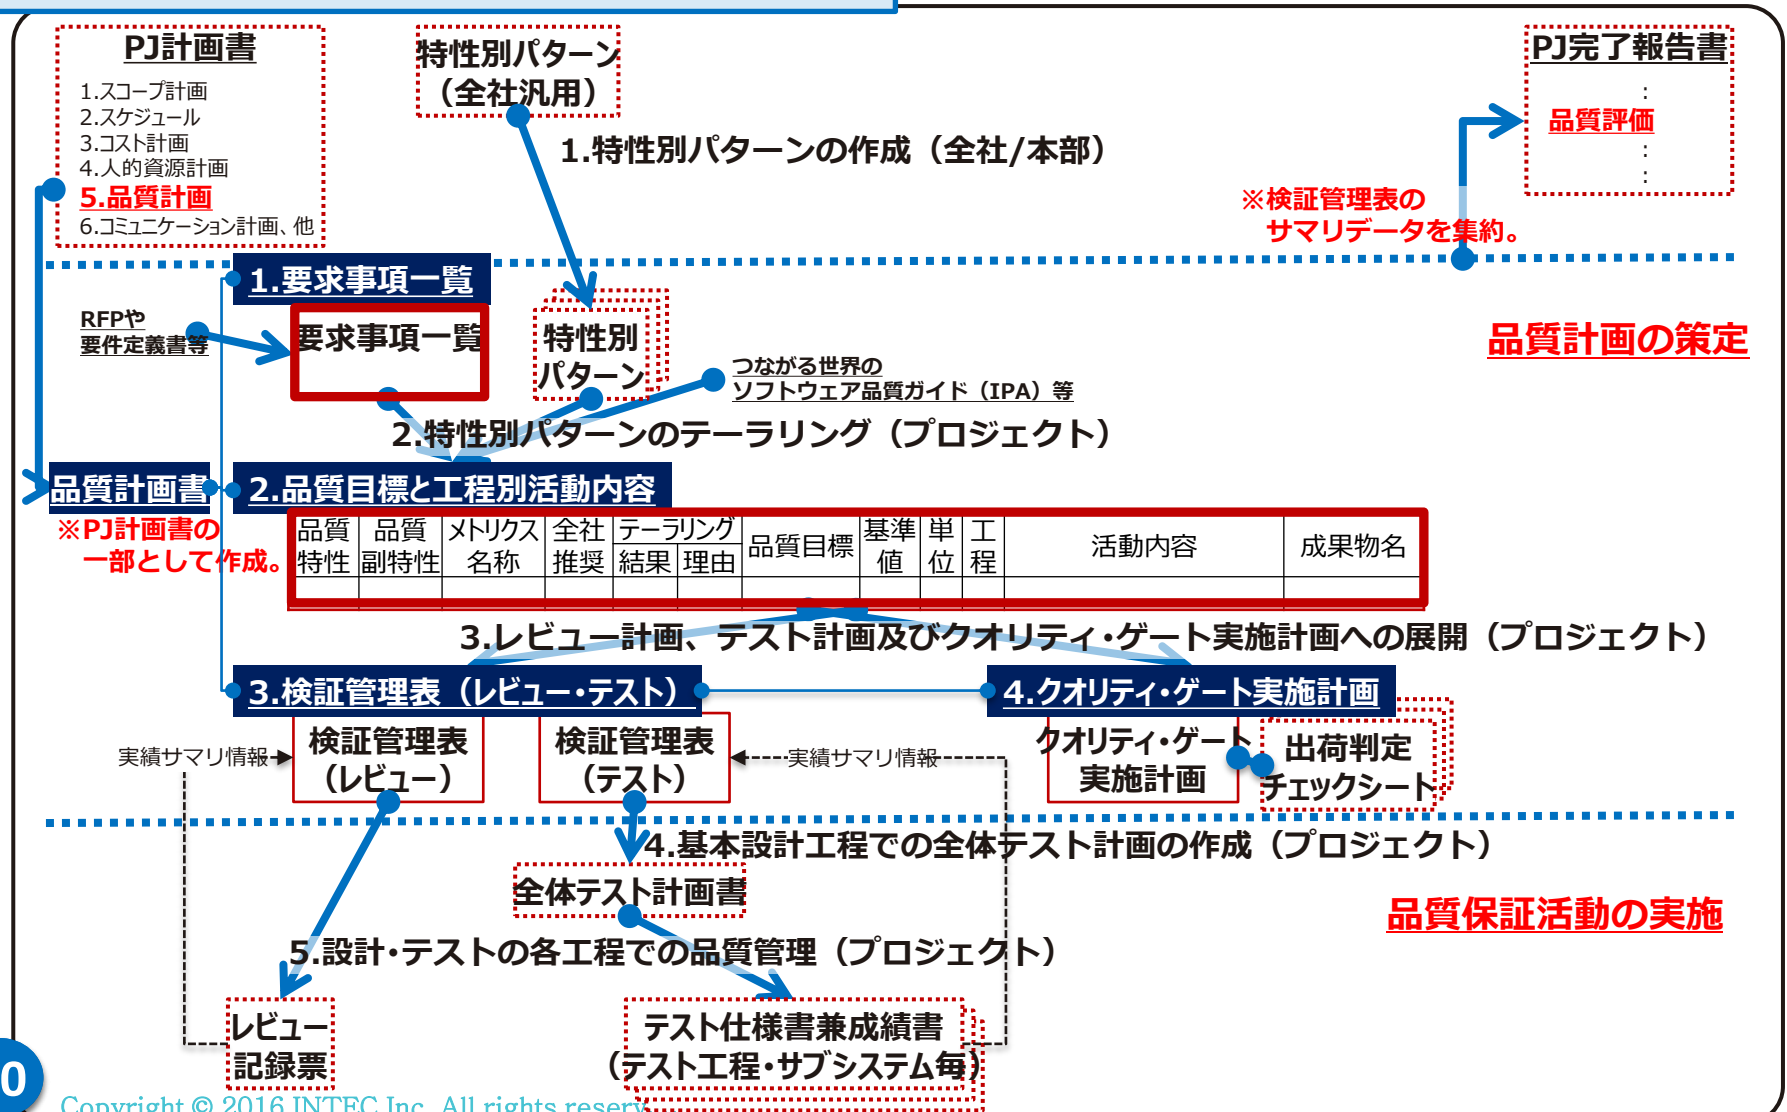 PJ計画書
1.スコープ計画
2.スケジュール
3.コスト計画
4.人的資源計画
5.品質計画
6.コミュニケーション計画、他
特性別パターン
（全社汎用）
PJ完了報告書
:
品質評価
:
:
1.特性別パターンの作成（全社/本部）
※検証管理表の
サマリデータを集約。
1.要求事項一覧
RFPや
要件定義書等
要求事項一覧
特性別
パターン
つながる世界の
ソフトウェア品質ガイド（IPA）等
品質計画の策定
2.特性別パターンのテーラリング（プロジェクト）
品質計画書
※PJ計画書の
一部として作成。
2.品質目標と工程別活動内容
品質
特性
品質
副特性
メトリクス
名称
全社
推奨
テーラリング
結果
理由
品質目標
基準
値
単
位
工
程
活動内容
成果物名
3.レビュー計画、テスト計画及びクオリティ・ゲート実施計画への展開（プロジェクト）
3.検証管理表（レビュー・テスト）
4.クオリティ・ゲート実施計画
実績サマリ情報
検証管理表
（レビュー）
検証管理表
（テスト）
実績サマリ情報
クオリティ・ゲート
実施計画
出荷判定
チェックシート
4.基本設計工程での全体テスト計画の作成（プロジェクト）
全体テスト計画書
品質保証活動の実施
5.設計・テストの各工程での品質管理（プロジェクト）
レビュー
記録票
テスト仕様書兼成績書
（テスト工程・サブシステム毎）
0
Copyright © 2016 INTEC Inc. All rights reserv